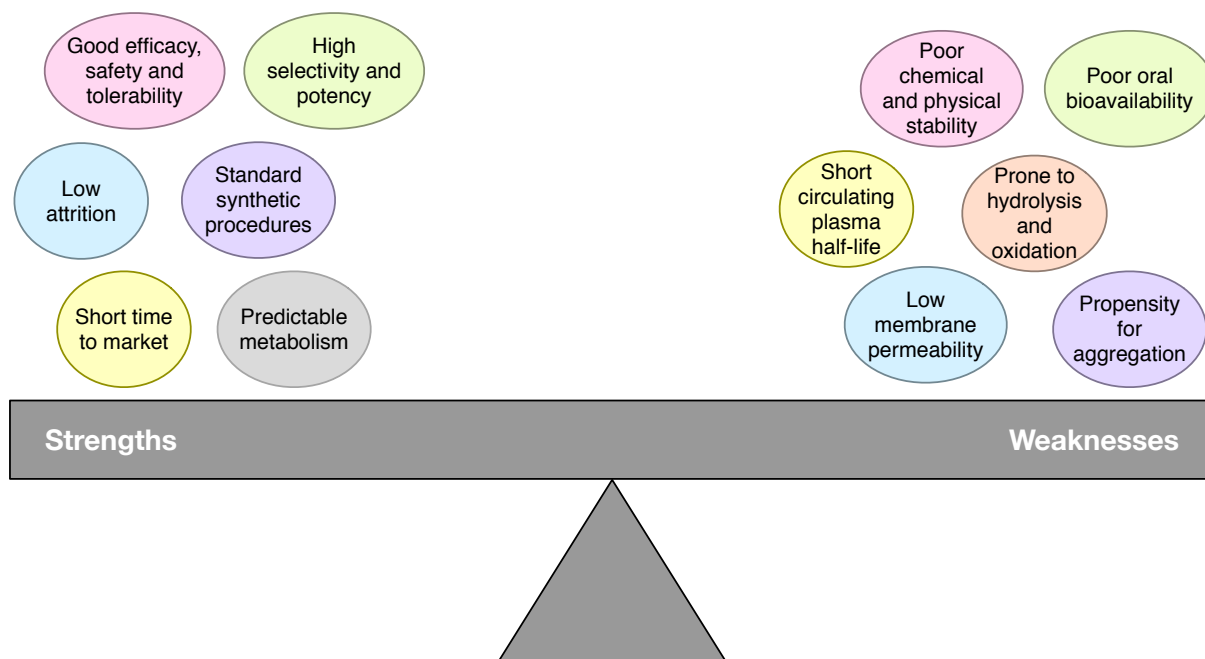 Good efficacy,
safety and
tolerability
High
selectivity and
potency
Low
attrition
Standard
synthetic
procedures
Short time
to market
Predictable
metabolism
Poor
chemical
and physical
stability
Poor oral
bioavailability
Short
circulating
plasma
half-life
Prone to
hydrolysis
and
oxidation
Low
membrane
permeability
Propensity
for
aggregation
Strengths
Weaknesses